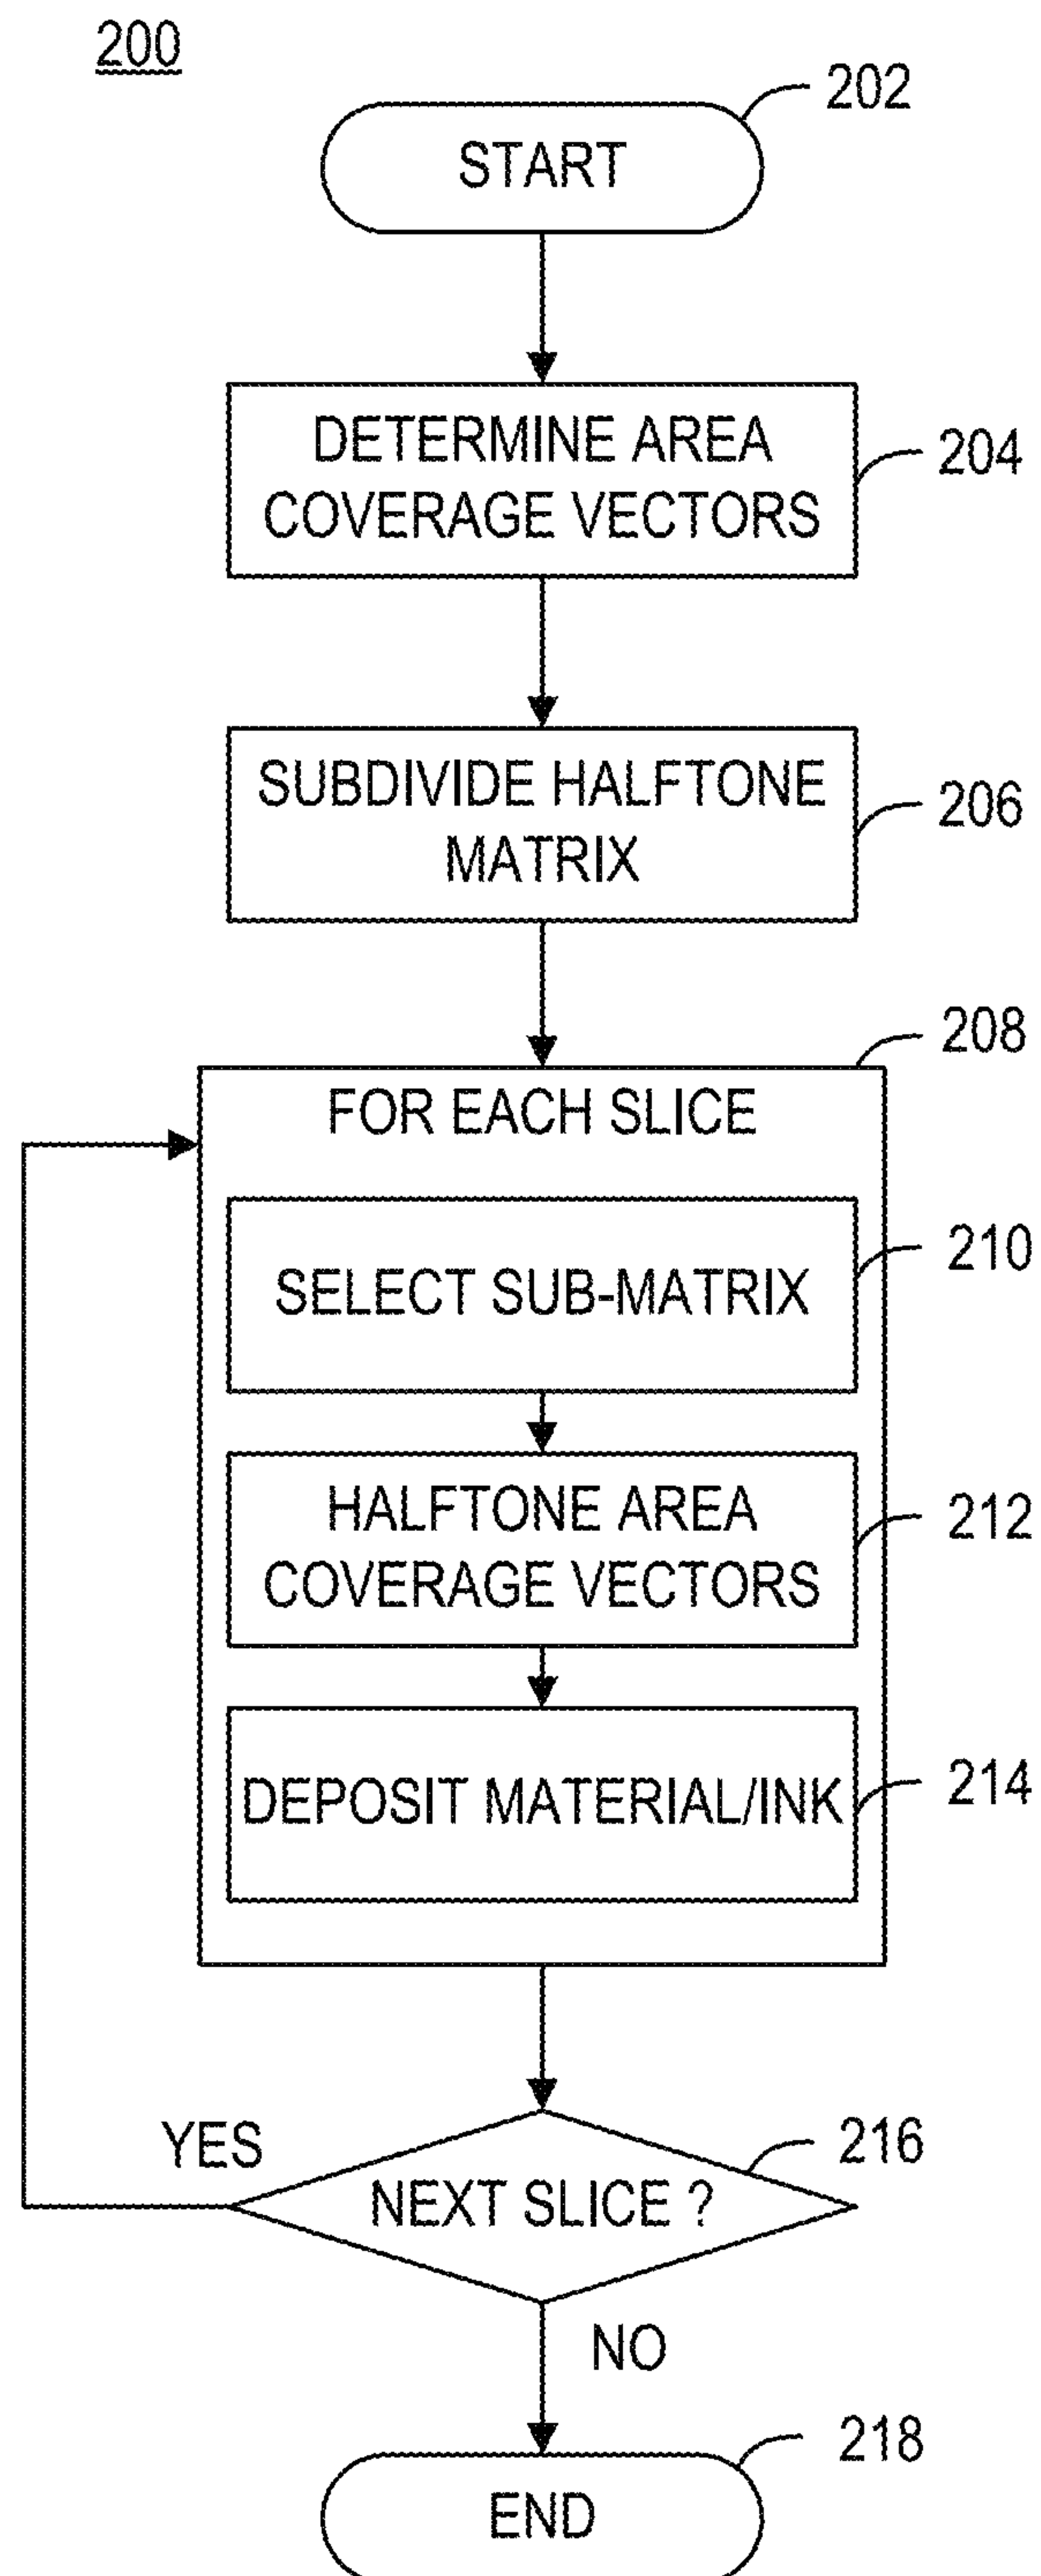 200
202
START
DETERMINE AREA
COVERAGE VECTORS
204
SUBDIVIDE HALFTONE
MATRIX
206
208
FOR EACH SLICE
SELECT SUB-MATRIX
210
HALFTONE AREA
COVERAGE VECTORS
212
DEPOSIT MATERIAL/INK
214
YES
216
NEXT SLICE ?
NO
218
END